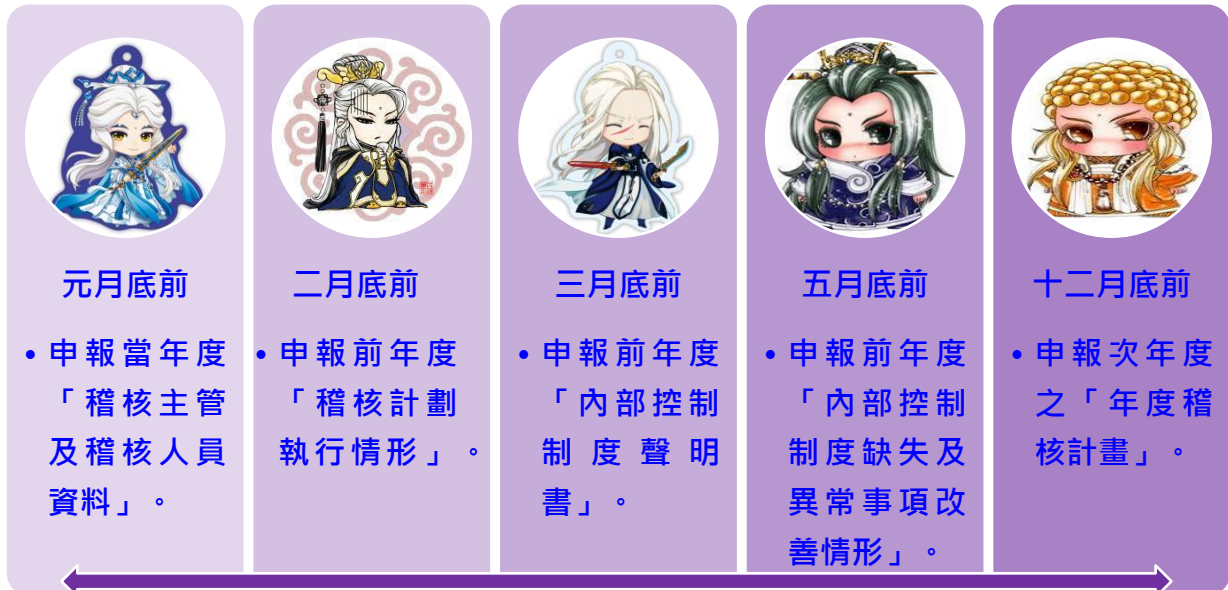 元月底前
• 申報當年度
「稽核主管
及稽核人員
資料」。
二月底前
• 申報前年度
「稽核計劃
執行情形」。
三月底前
• 申報前年度
「內部控制
制度聲明
書」。
五月底前
• 申報前年度
「內部控制
制度缺失及
異常事項改
善情形」。
十二月底前
• 申報次年度
之「年度稽
核計畫」。